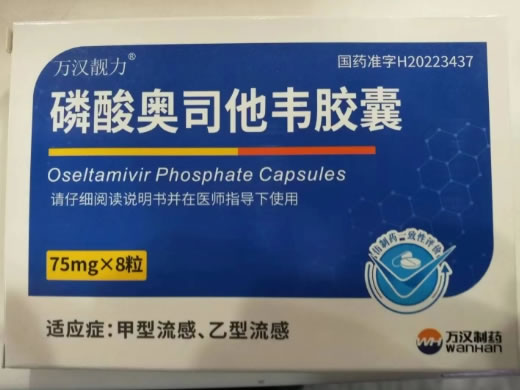 万汉靓力®
国药准字H20223437
磷酸奥司他韦胶囊
Oseltamivir Phosphate Capsules
请仔细阅读说明书并在医师指导下使用
75mg×8粒
仿制药一致性评价
适应症：甲型流感、乙型流感
WH 万汉制药
WANHAN